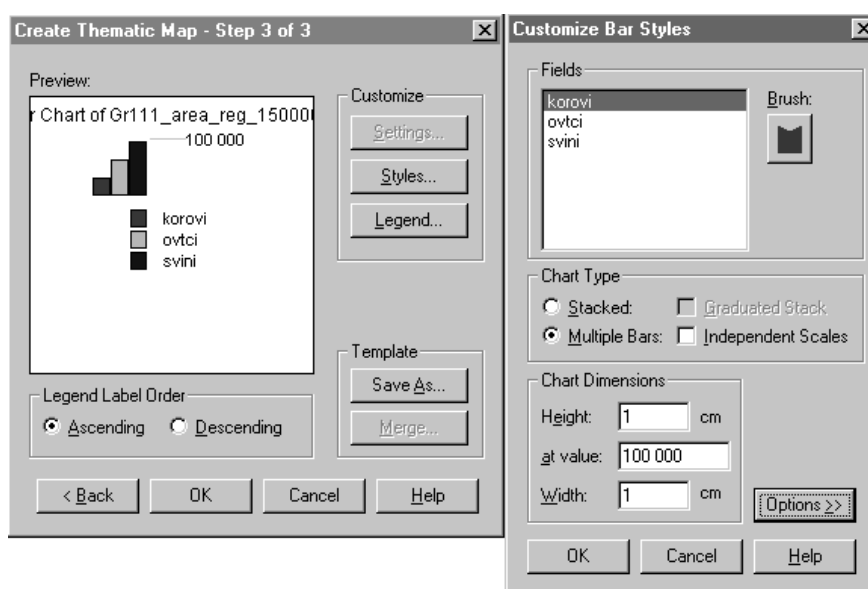 Create Thematic Map - Step 3 of 3
Preview:
r Chart of Gr111_area_reg_15000
100 000
korovi
ovtci
svini
Customize
Settings...
Styles...
Legend...
Legend Label Order
Ascending
Descending
Template
Save As...
Merge...
< Back
OK
Cancel
Help
Customize Bar Styles
Fields
korovi
ovtci
svini
Brush:
Chart Type
Stacked:
Graduated Stack
Multiple Bars:
Independent Scales
Chart Dimensions
Height: 1 cm
at value: 100 000
Width: 1 cm
Options >>
OK
Cancel
Help